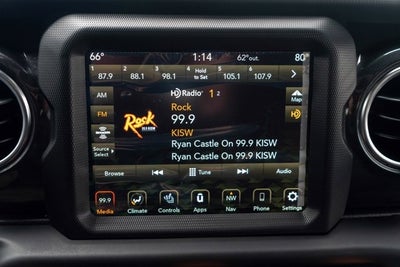 66° 1:14 62°out. 80°
1 2 3 4 5 6
87.9 88.1 98.1 Hold to Set 105.1 107.9
AM HD Radio 1 2 Map
Rock
FM 99.9 HD
Rock KISW
SiriusXM Ryan Castle On 99.9 KISW
Source Select Ryan Castle On 99.9 KISW
Browse Tune Audio
99.9 NW
Media Climate Controls Apps Nav Phone Settings